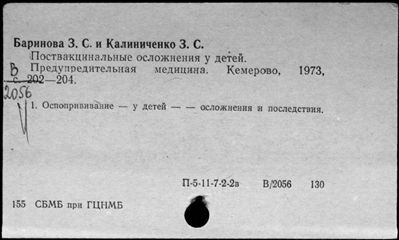 Баринова З. С. и Калиниченко З. С.
Поствакцинальные осложнения у детей.
В Предупредительная медицина. Кемерово, 1973,
с. 202—204.
2056
1. Оспопрививание — у детей — — осложнения и последствия.
П-5-11-7-2-2а В/2056 130
155 СБМБ при ГЦНМБ